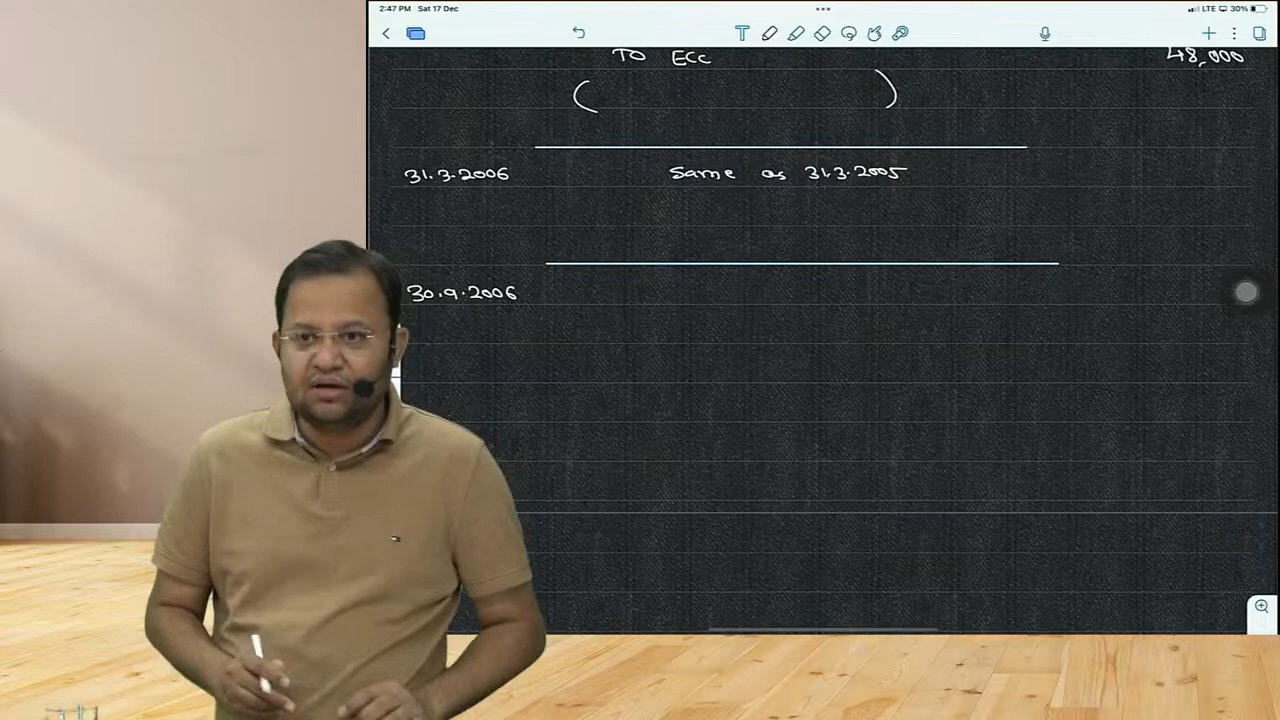 2:47 PM Sat 17 Dec
LTE 30%
TO ECC 48,000
( )
31.3.2006 Same as 31.3.2005
30.9.2006